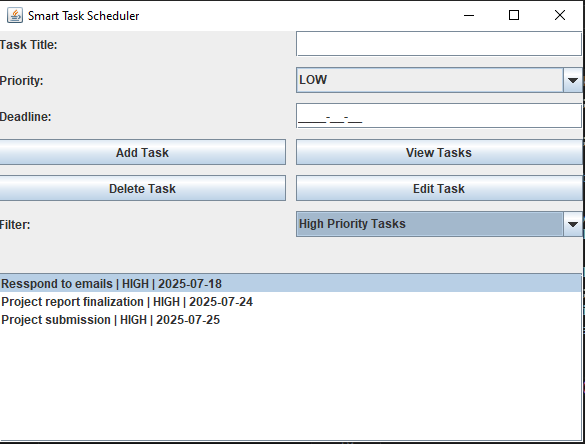 Smart Task Scheduler
Task Title:
Priority: LOW
Deadline: ____-__-__
Add Task View Tasks
Delete Task Edit Task
Filter: High Priority Tasks
Resspond to emails | HIGH | 2025-07-18
Project report finalization | HIGH | 2025-07-24
Project submission | HIGH | 2025-07-25